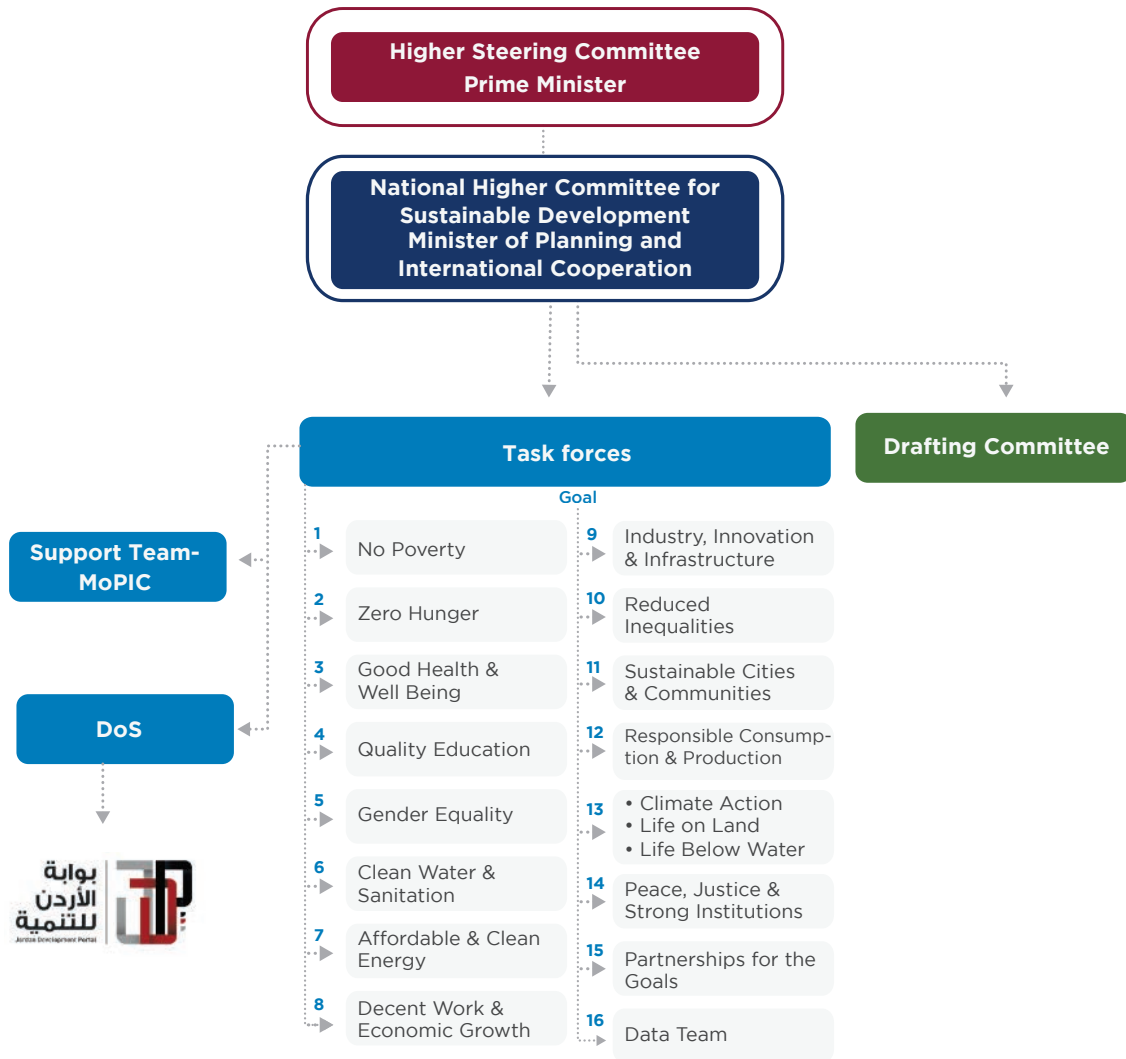 Higher Steering Committee
Prime Minister
National Higher Committee for
Sustainable Development
Minister of Planning and
International Cooperation
Task forces
Drafting Committee
Goal
Support Team-
MoPIC
DoS
بوابة
الأردن
للتنمية
Jordan Development Portal
1
No Poverty
2
Zero Hunger
3
Good Health &
Well Being
4
Quality Education
5
Gender Equality
6
Clean Water &
Sanitation
7
Affordable & Clean
Energy
8
Decent Work &
Economic Growth
9
Industry, Innovation
& Infrastructure
10
Reduced
Inequalities
11
Sustainable Cities
& Communities
12
Responsible Consump-
tion & Production
13
• Climate Action
• Life on Land
• Life Below Water
14
Peace, Justice &
Strong Institutions
15
Partnerships for the
Goals
16
Data Team